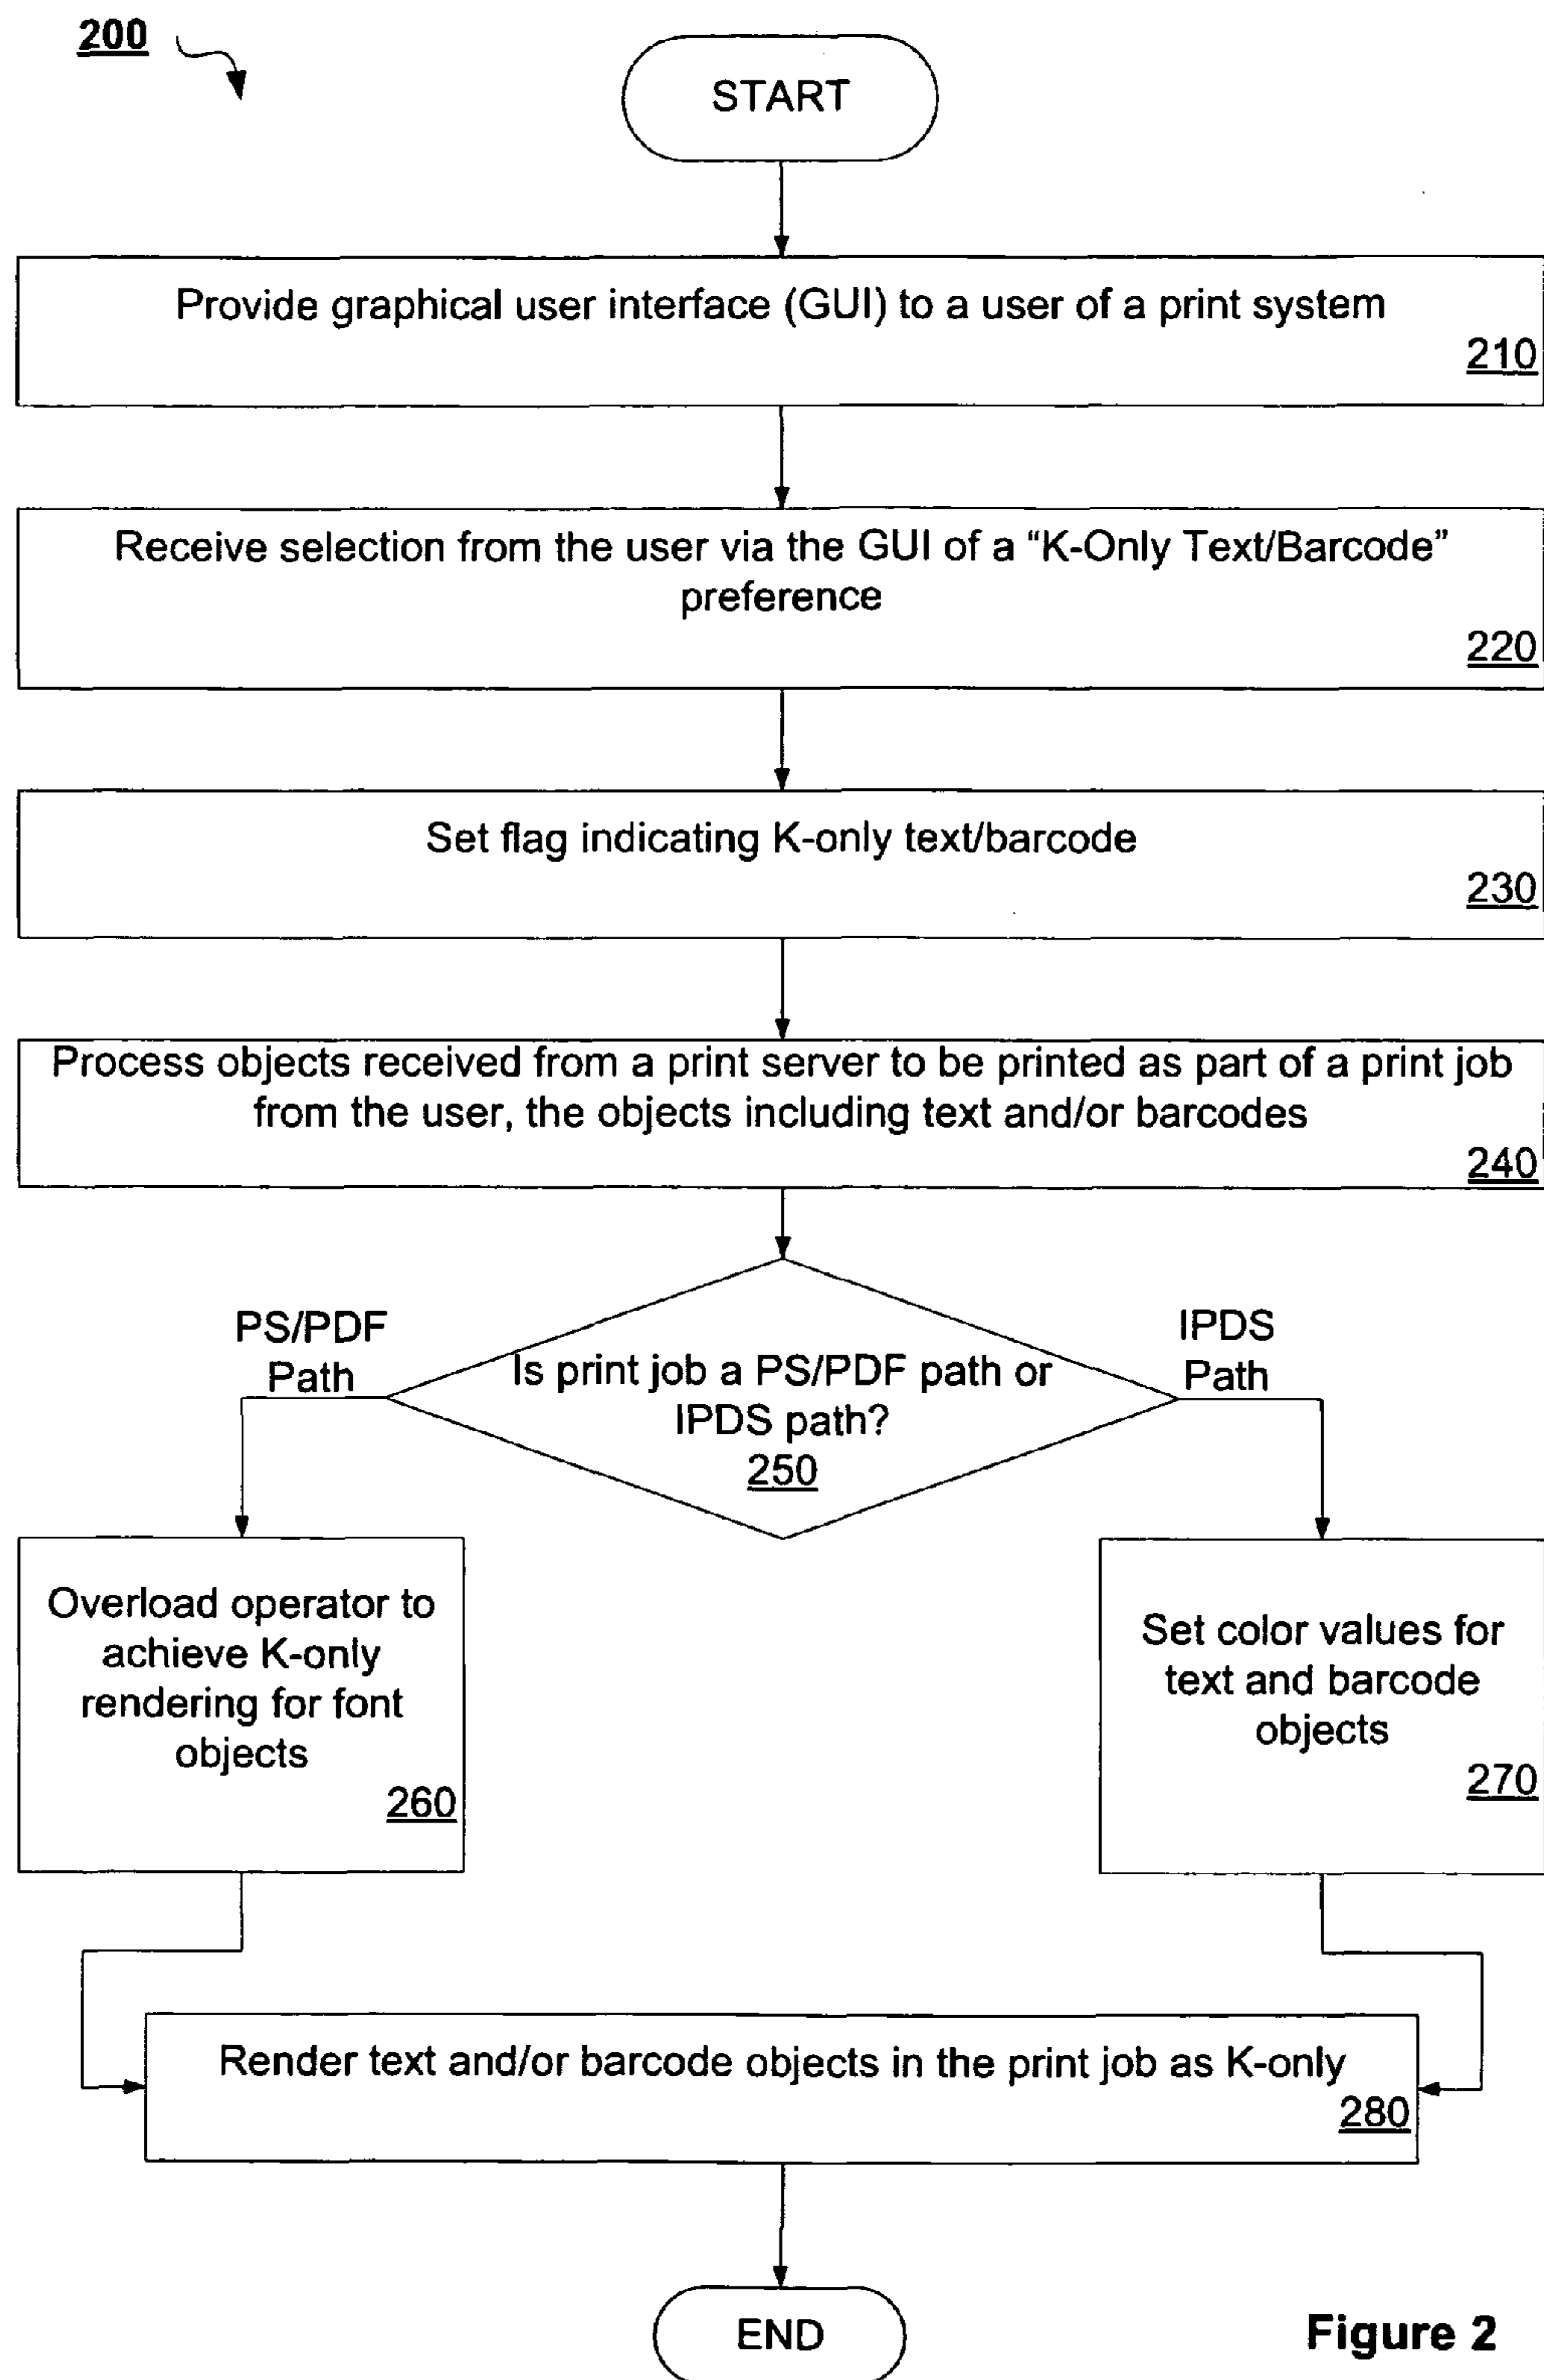 200
START
Provide graphical user interface (GUI) to a user of a print system
210
Receive selection from the user via the GUI of a “K-Only Text/Barcode”
preference
220
Set flag indicating K-only text/barcode
230
Process objects received from a print server to be printed as part of a print job
from the user, the objects including text and/or barcodes
240
PS/PDF
Path
Is print job a PS/PDF path or
IPDS path?
250
IPDS
Path
Overload operator to
achieve K-only
rendering for font
objects
260
Set color values for
text and barcode
objects
270
Render text and/or barcode objects in the print job as K-only
280
END
Figure 2